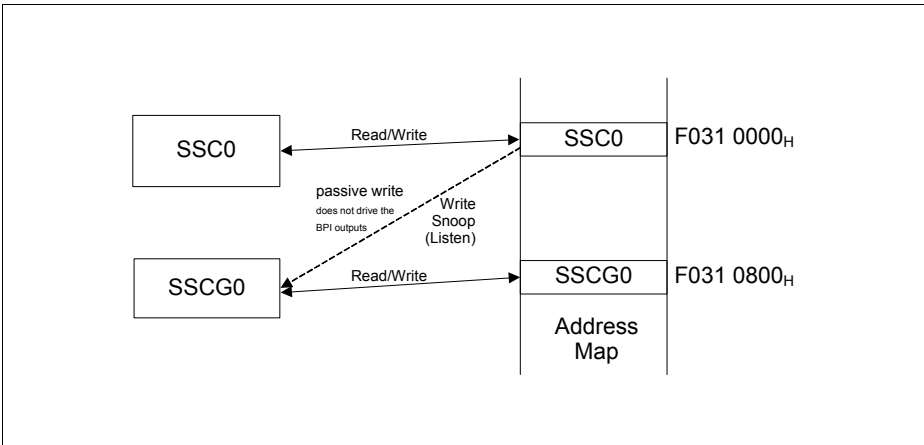 SSC0
Read/Write
SSC0
F031 0000H
passive write
does not drive the
BPI outputs
Write
Snoop
(Listen)
SSCG0
Read/Write
SSCG0
F031 0800H
Address
Map